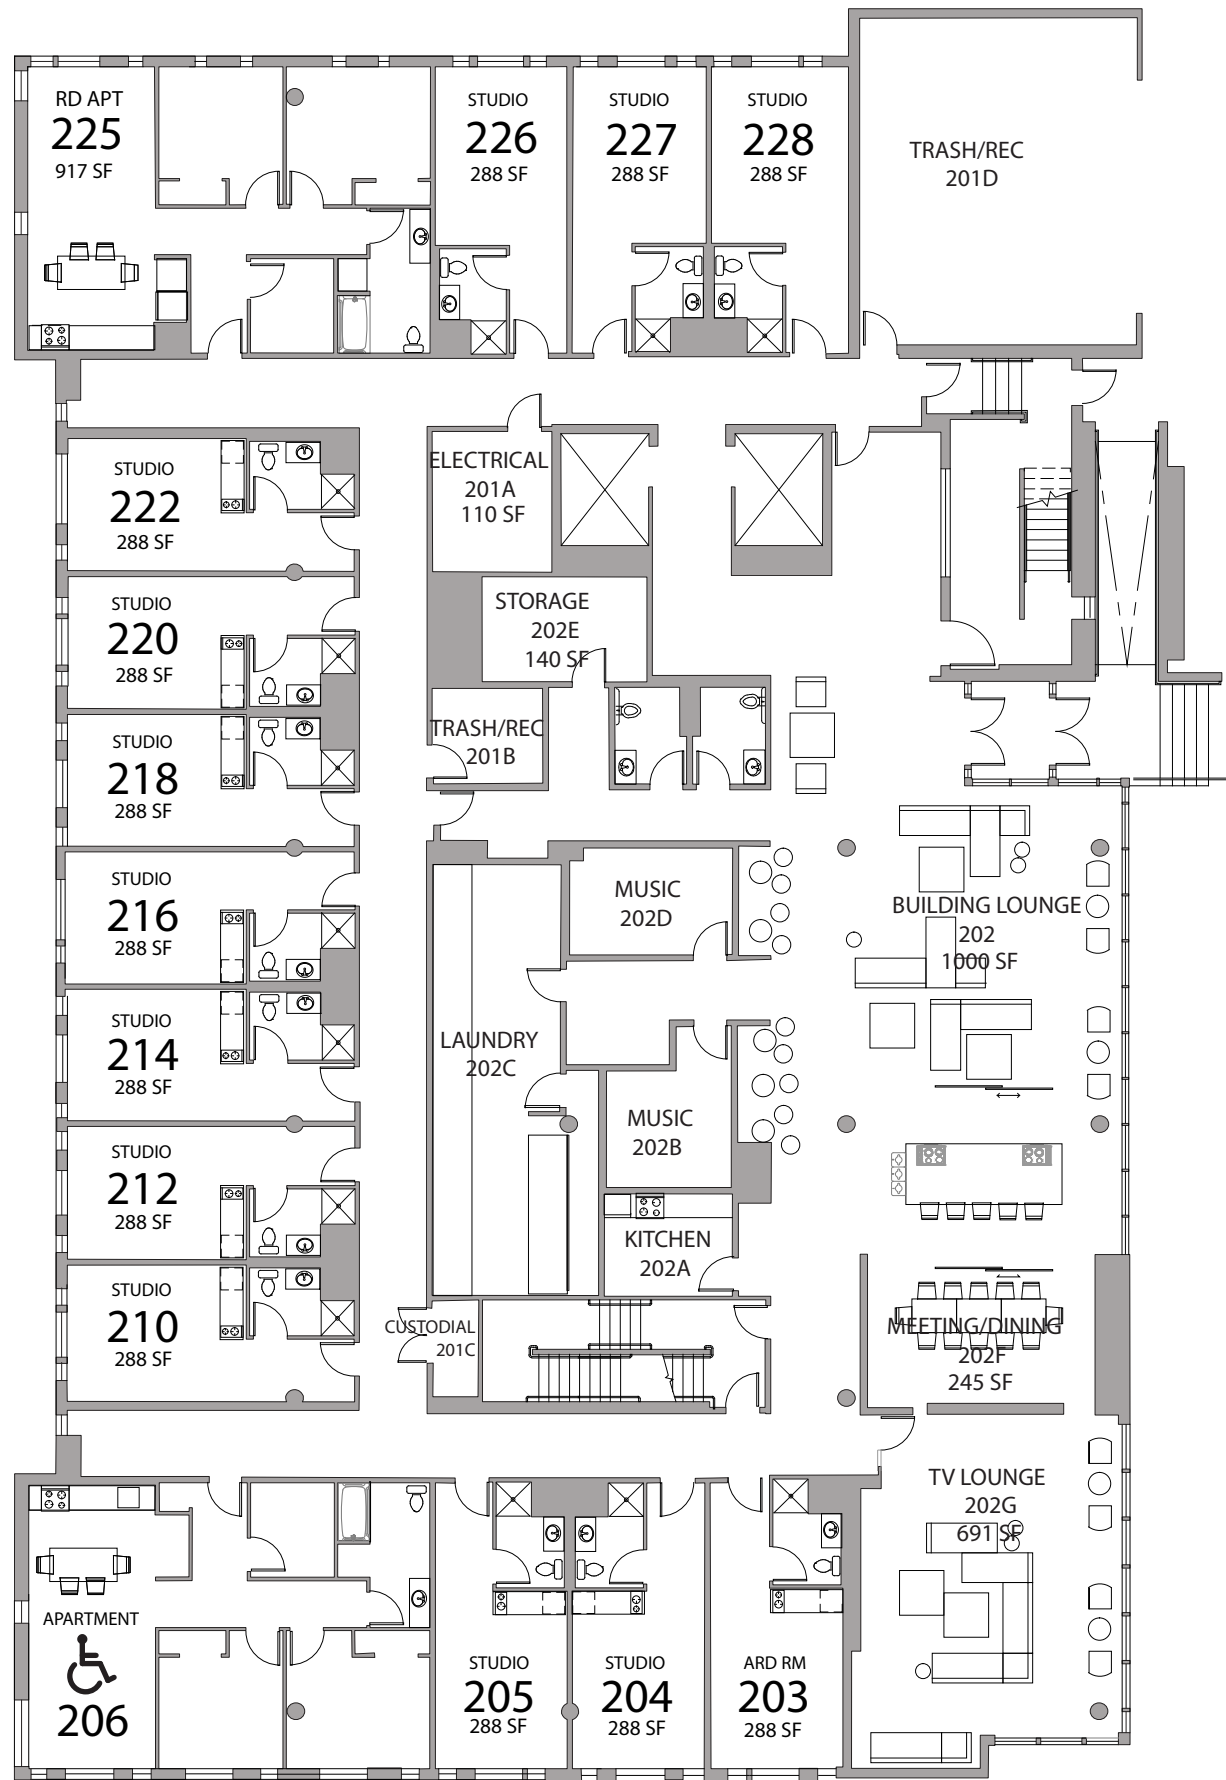 RD APT
225
917 SF
STUDIO
226
288 SF
STUDIO
227
288 SF
STUDIO
228
288 SF
TRASH/REC
201D
STUDIO
222
288 SF
ELECTRICAL
201A
110 SF
STUDIO
220
288 SF
STORAGE
202E
140 SF
STUDIO
218
288 SF
TRASH/REC
201B
STUDIO
216
288 SF
MUSIC
202D
BUILDING LOUNGE
202
1000 SF
STUDIO
214
288 SF
LAUNDRY
202C
STUDIO
212
288 SF
MUSIC
202B
KITCHEN
202A
STUDIO
210
288 SF
CUSTODIAL
201C
MEETING/DINING
202F
245 SF
TV LOUNGE
202G
691 SF
APARTMENT
206
STUDIO
205
288 SF
STUDIO
204
288 SF
ARD RM
203
288 SF